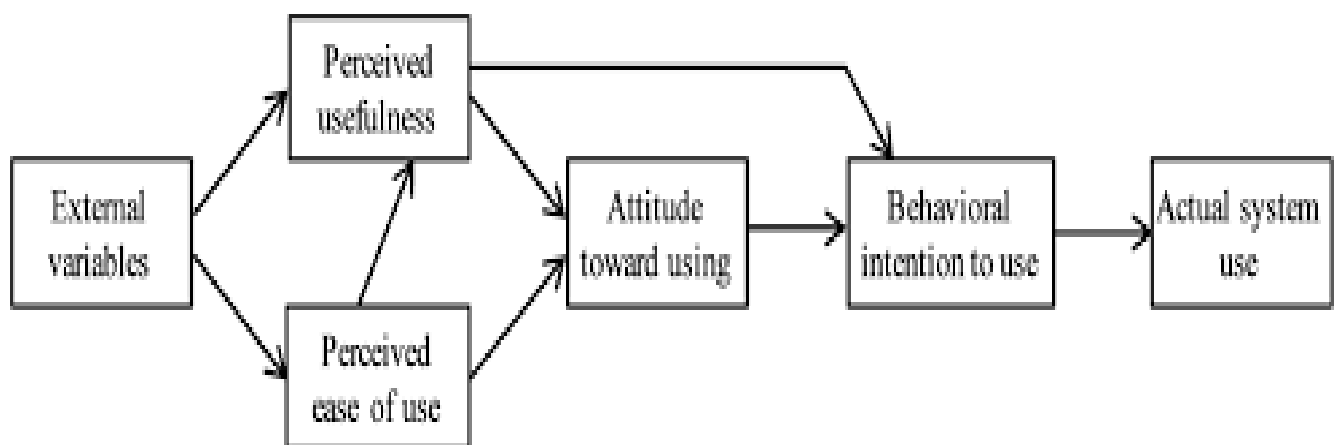 Perceived
usefulness
External
variables
Attitude
toward using
Behavioral
intention to use
Actual system
use
Perceived
ease of use